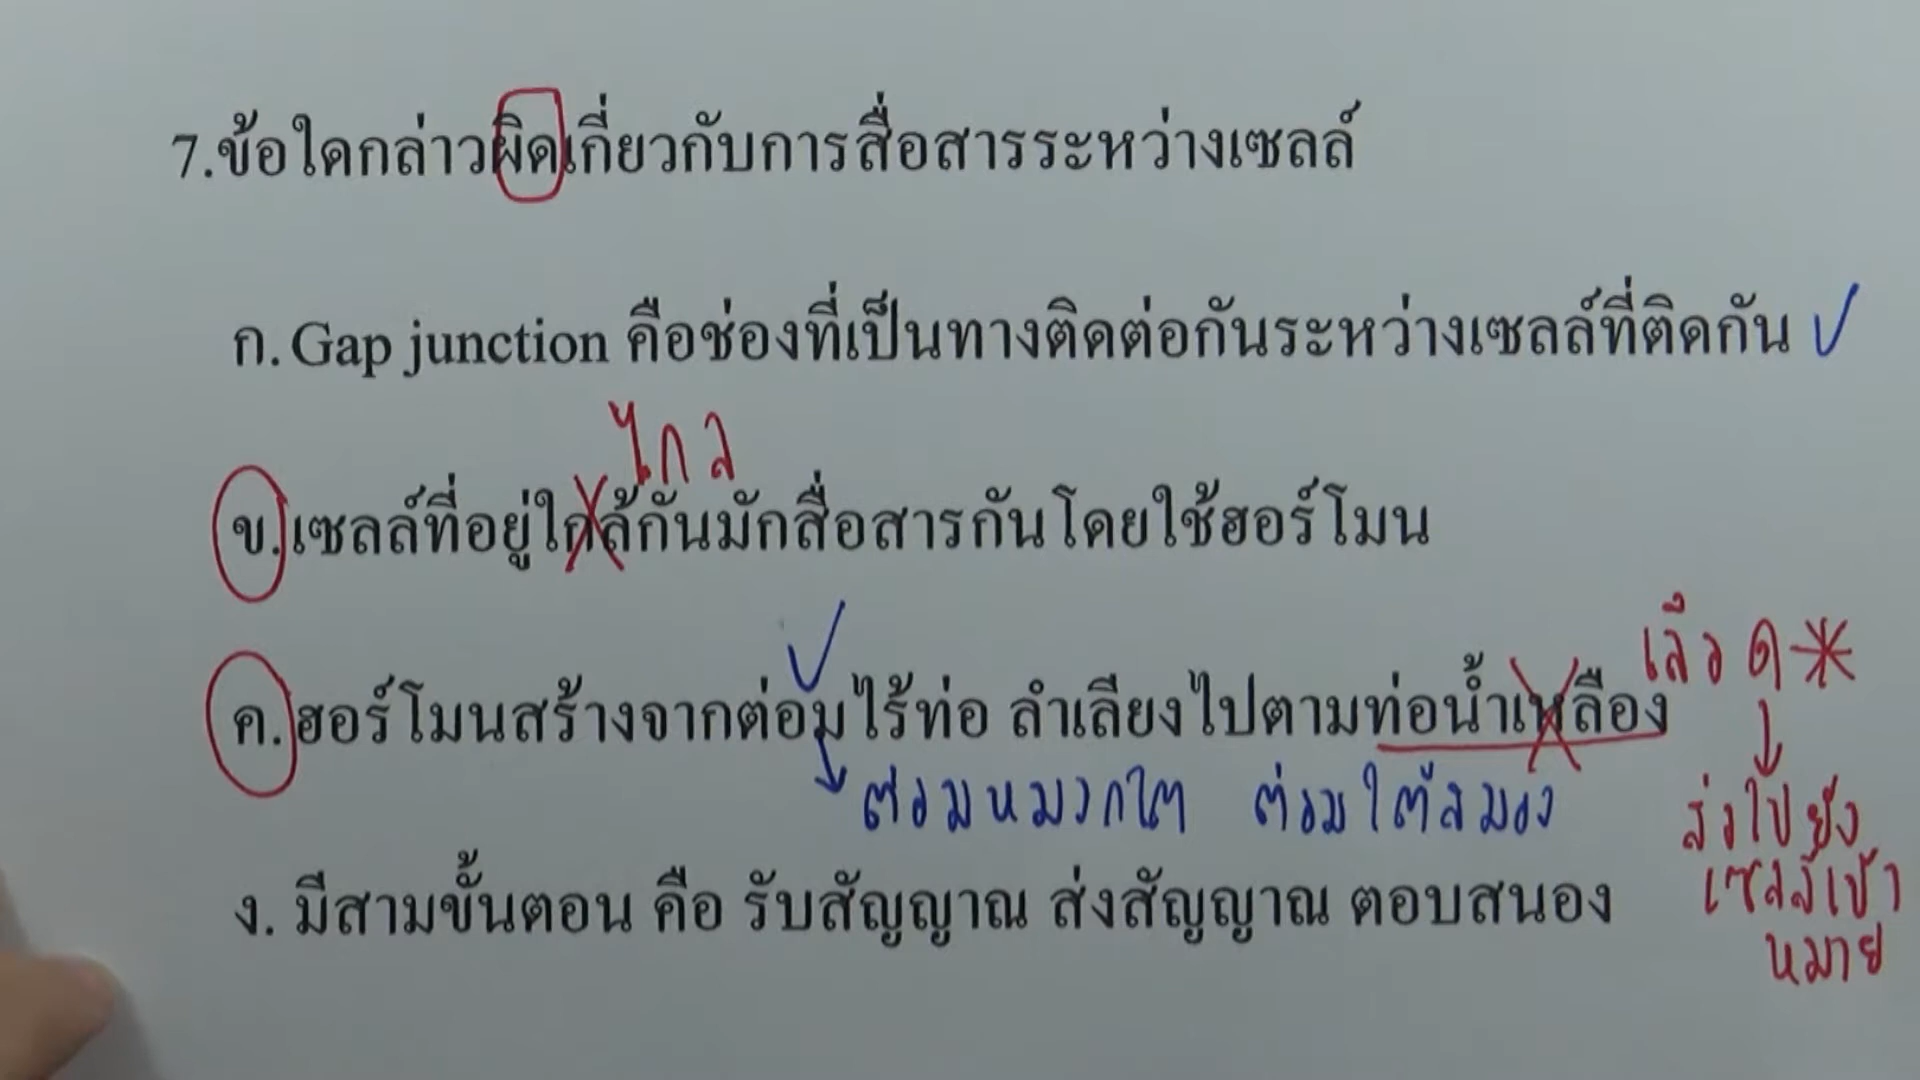 7.ข้อใดกล่าวผิดเกี่ยวกับการสื่อสารระหว่างเซลล์
ก. Gap junction คือช่องที่เป็นทางติดต่อกันระหว่างเซลล์ที่ติดกัน
ไกล
ข. เซลล์ที่อยู่ใกล้กันมักสื่อสารกันโดยใช้ฮอร์โมน
เลือด*
ค. ฮอร์โมนสร้างจากต่อมไร้ท่อ ลำเลียงไปตามท่อน้ำเหลือง
ต่อมหมวกไต ต่อมใต้สมอง
ส่งไปยัง
เซลล์เป้า
หมาย
ง. มีสามขั้นตอน คือ รับสัญญาณ ส่งสัญญาณ ตอบสนอง